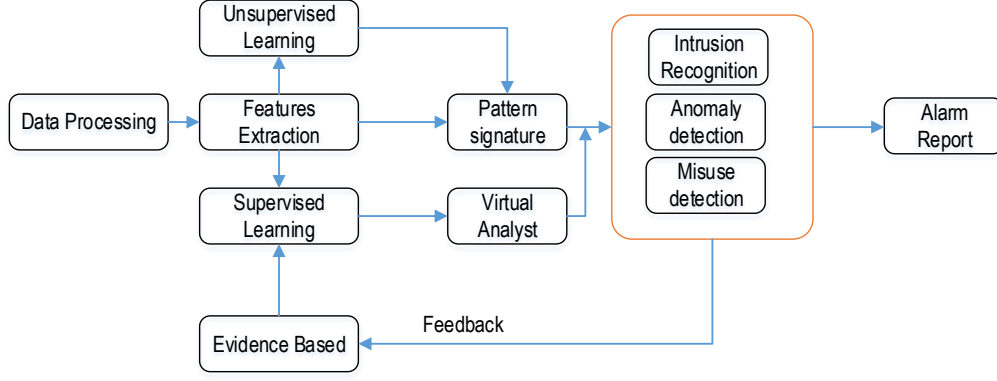 Unsupervised
Learning
Data Processing
Features
Extraction
Supervised
Learning
Evidence Based
Pattern
signature
Virtual
Analyst
Feedback
Intrusion
Recognition
Anomaly
detection
Misuse
detection
Alarm
Report